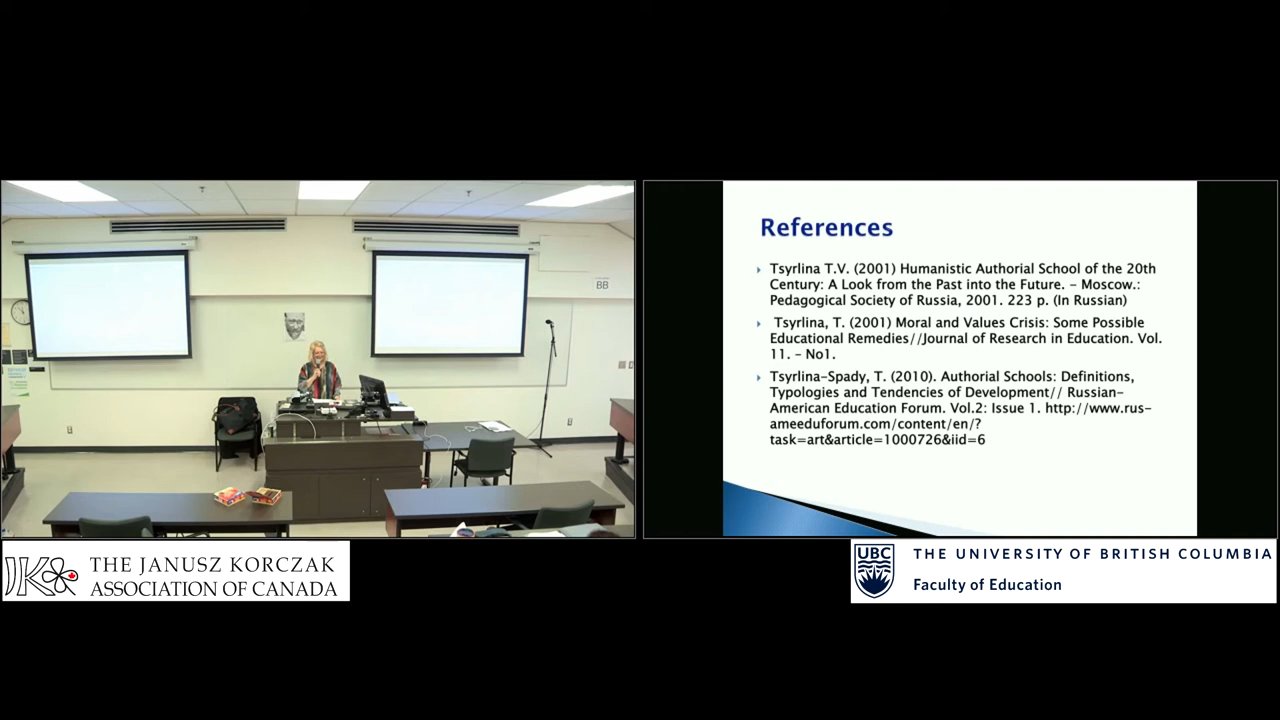 BB
References
Tsyrlina T.V. (2001) Humanistic Authorial School of the 20th
Century: A Look from the Past into the Future. – Moscow.:
Pedagogical Society of Russia, 2001. 223 p. (In Russian)
Tsyrlina, T. (2001) Moral and Values Crisis: Some Possible
Educational Remedies//Journal of Research in Education. Vol.
11. – No1.
Tsyrlina-Spady, T. (2010). Authorial Schools: Definitions,
Typologies and Tendencies of Development// Russian-
American Education Forum. Vol.2: Issue 1. http://www.rus-
ameeduforum.com/content/en/?
task=art&article=1000726&iid=6
JK
THE JANUSZ KORCZAK
ASSOCIATION OF CANADA
UBC
THE UNIVERSITY OF BRITISH COLUMBIA
Faculty of Education